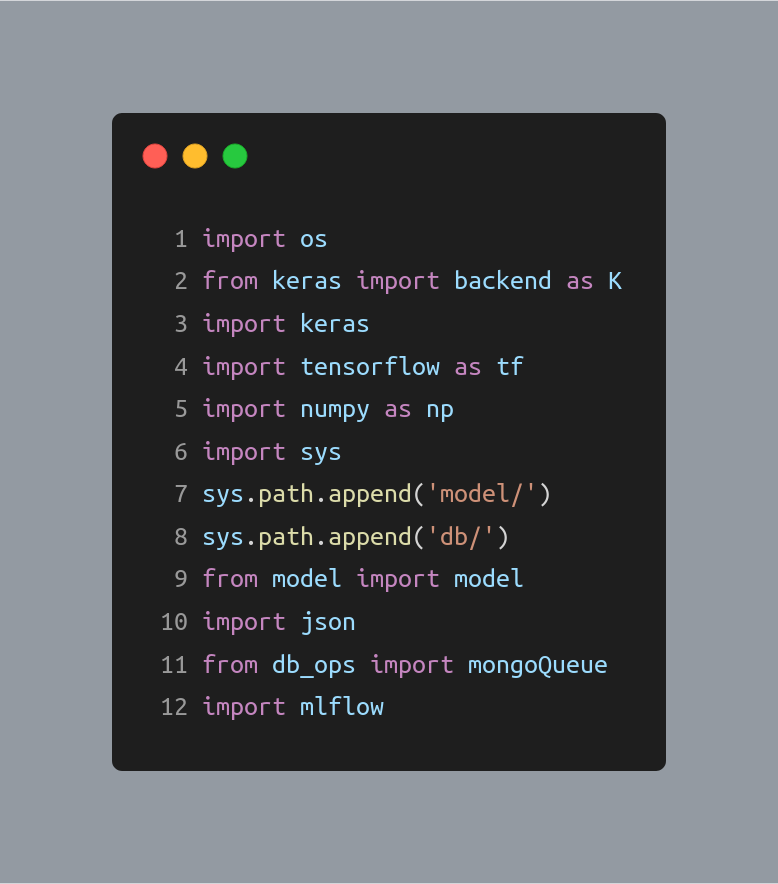 1 import os
2 from keras import backend as K
3 import keras
4 import tensorflow as tf
5 import numpy as np
6 import sys
7 sys.path.append('model/')
8 sys.path.append('db/')
9 from model import model
10 import json
11 from db_ops import mongoQueue
12 import mlflow